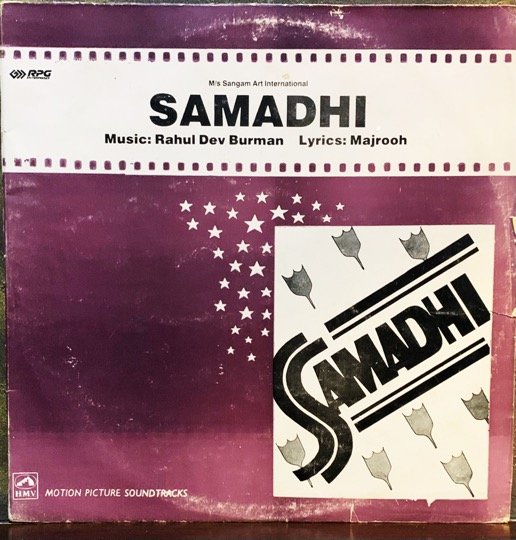 RPG
M/s Sangam Art International
SAMADHI
Music: Rahul Dev Burman Lyrics: Majrooh
SAMADHI
HMV
MOTION PICTURE SOUNDTRACKS